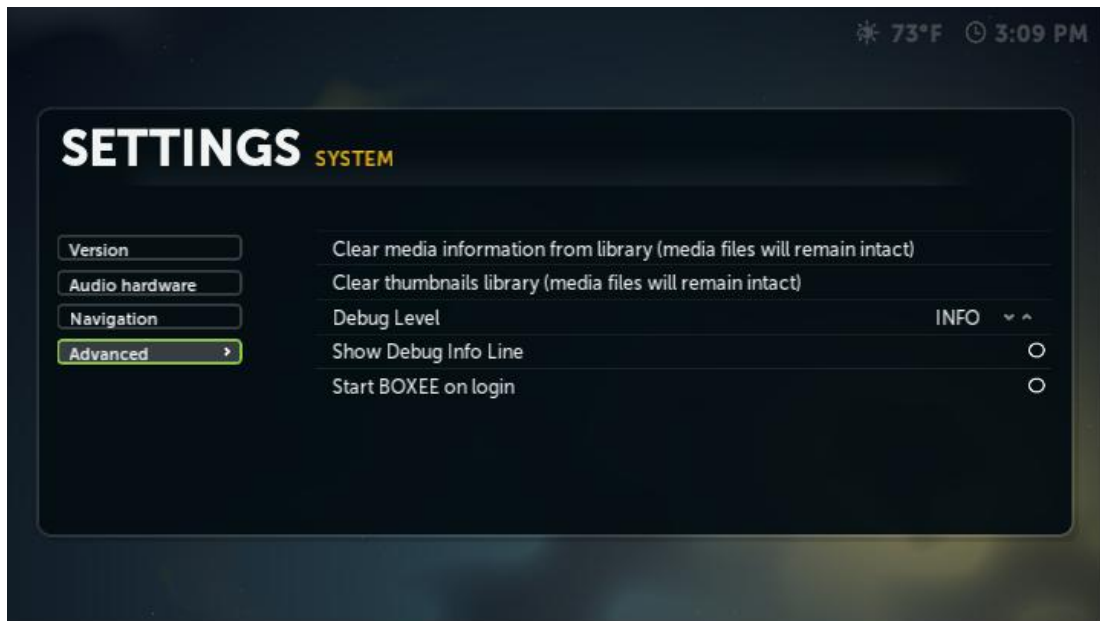 73°F 3:09 PM
SETTINGS SYSTEM
Version
Audio hardware
Navigation
Advanced
Clear media information from library (media files will remain intact)
Clear thumbnails library (media files will remain intact)
Debug Level INFO
Show Debug Info Line
Start BOXEE on login